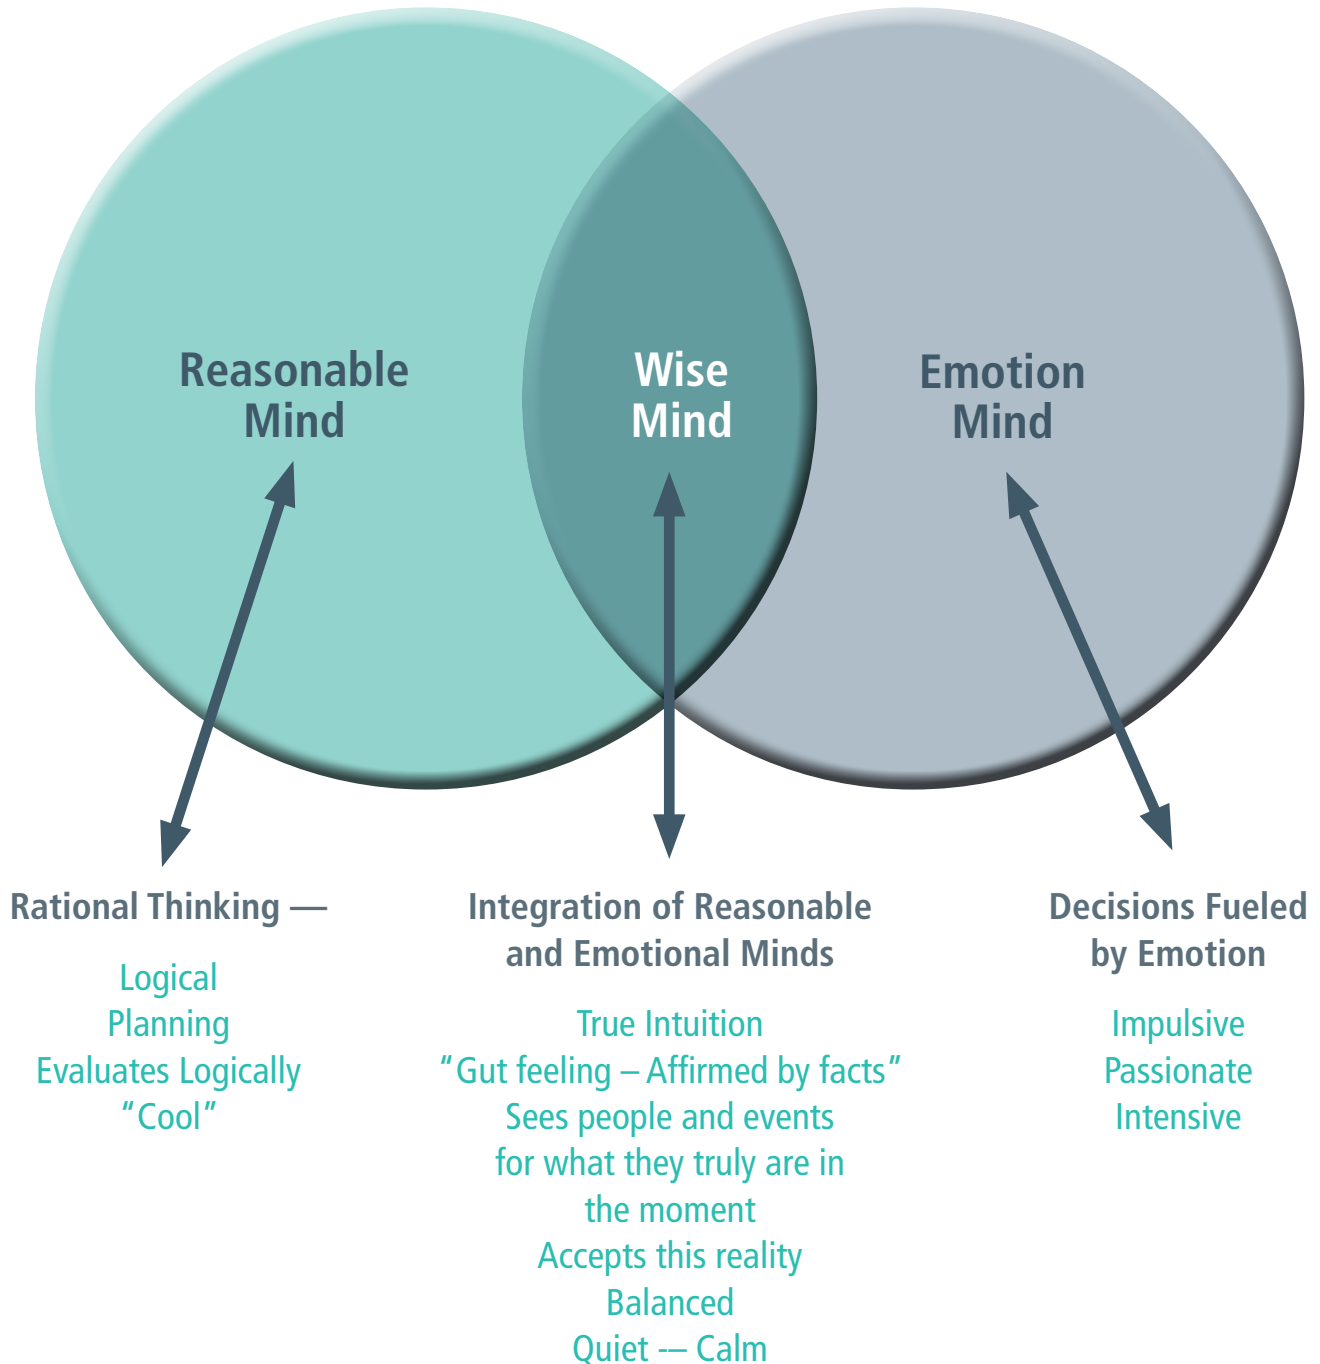 Reasonable
Mind
Wise
Mind
Emotion
Mind
Rational Thinking —
Logical
Planning
Evaluates Logically
"Cool"
Integration of Reasonable
and Emotional Minds
True Intuition
"Gut feeling – Affirmed by facts"
Sees people and events
for what they truly are in
the moment
Accepts this reality
Balanced
Quiet -– Calm
Decisions Fueled
by Emotion
Impulsive
Passionate
Intensive